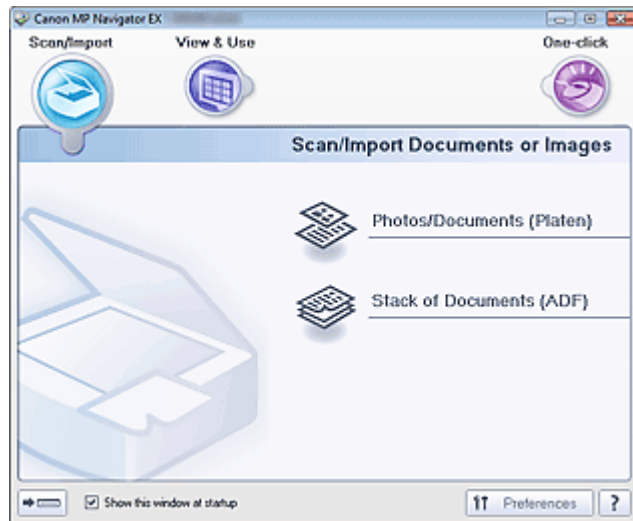 Canon MP Navigator EX
Scan/Import
View & Use
One-click
Scan/Import Documents or Images
Photos/Documents (Platen)
Stack of Documents (ADF)
Show this window at startup
Preferences
?